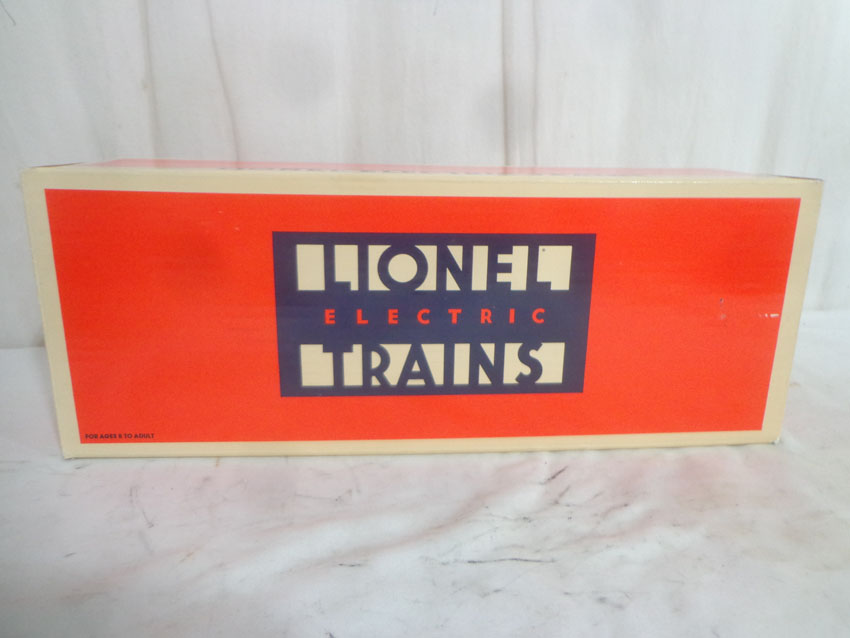 LIONEL
ELECTRIC
TRAINS
FOR AGES 8 TO ADULT